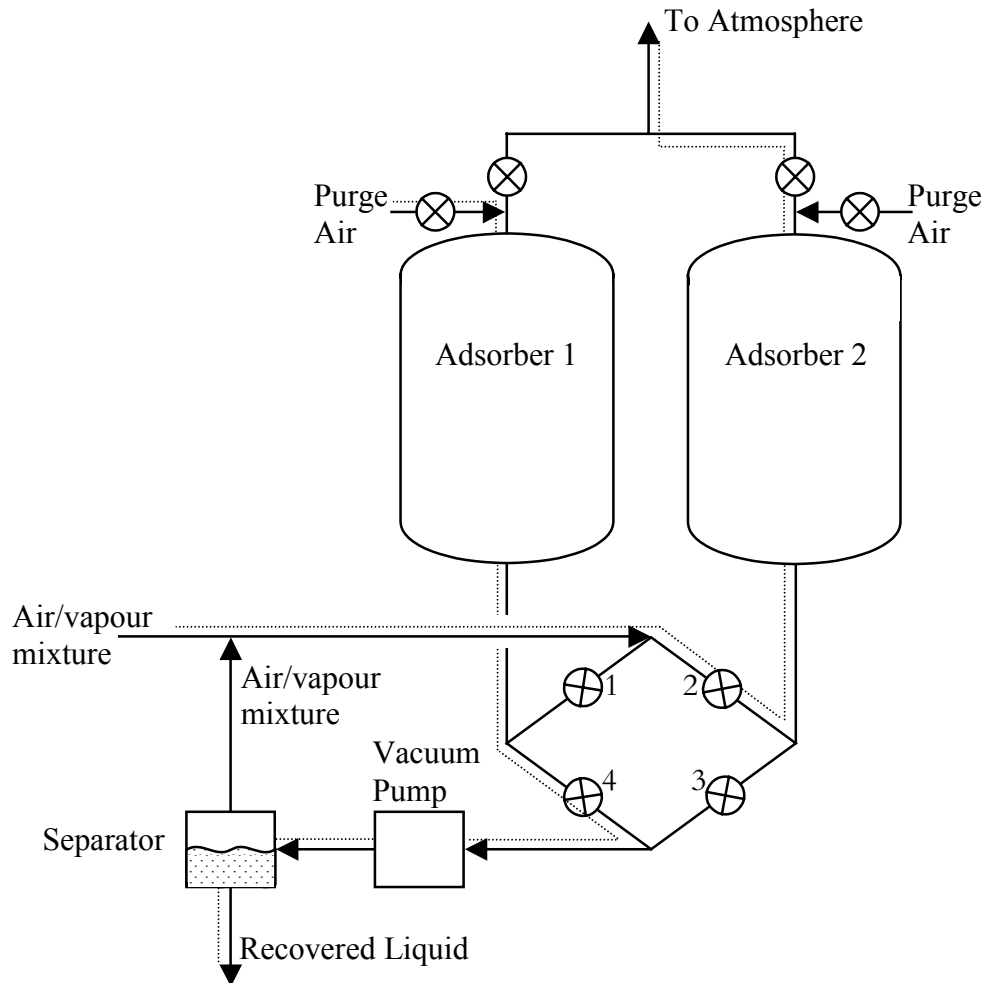 To Atmosphere
Purge
Air
Purge
Air
Adsorber 1
Adsorber 2
Air/vapour
mixture
Air/vapour
mixture
1
2
Vacuum
Pump
4
3
Separator
Recovered Liquid